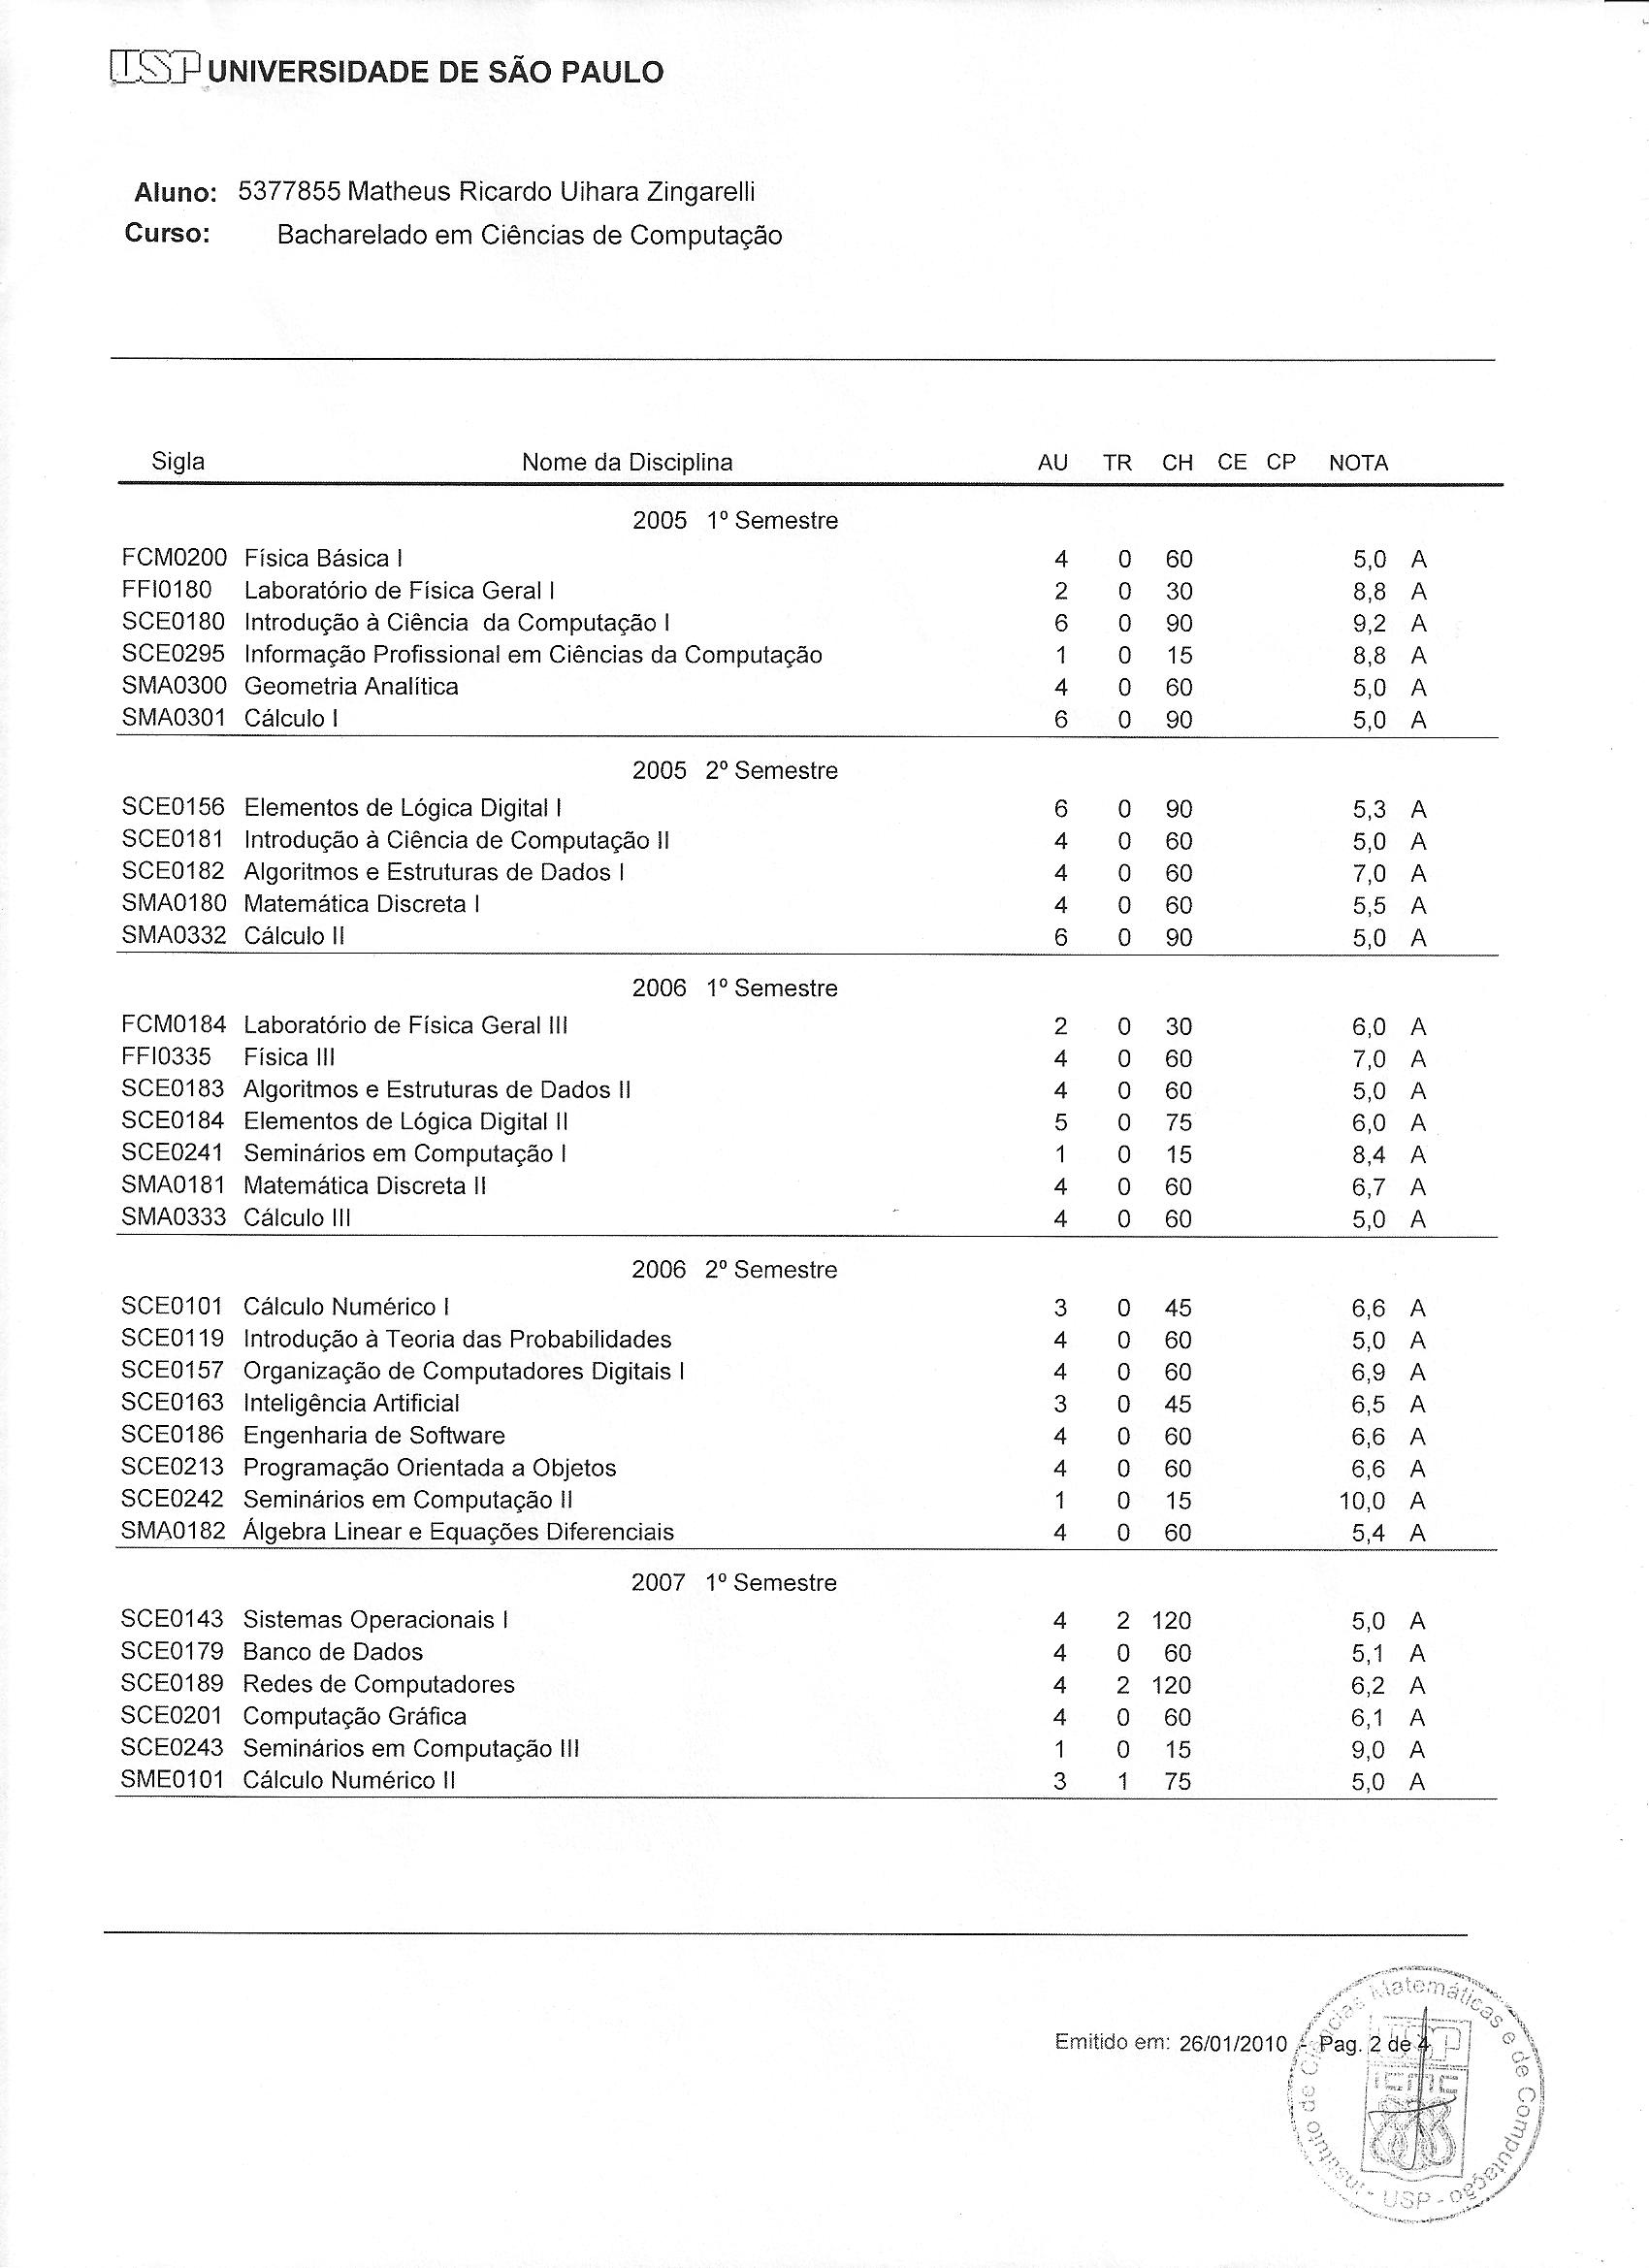 USP UNIVERSIDADE DE SÃO PAULO
Aluno: 5377855 Matheus Ricardo Uihara Zingarelli
Curso: Bacharelado em Ciências de Computação
Sigla Nome da Disciplina AU TR CH CE CP NOTA
2005 1º Semestre
FCM0200 Física Básica I 4 0 60 5,0 A
FFI0180 Laboratório de Física Geral I 2 0 30 8,8 A
SCE0180 Introdução à Ciência da Computação I 6 0 90 9,2 A
SCE0295 Informação Profissional em Ciências da Computação 1 0 15 8,8 A
SMA0300 Geometria Analítica 4 0 60 5,0 A
SMA0301 Cálculo I 6 0 90 5,0 A
2005 2º Semestre
SCE0156 Elementos de Lógica Digital I 6 0 90 5,3 A
SCE0181 Introdução à Ciência de Computação II 4 0 60 5,0 A
SCE0182 Algoritmos e Estruturas de Dados I 4 0 60 7,0 A
SMA0180 Matemática Discreta I 4 0 60 5,5 A
SMA0332 Cálculo II 6 0 90 5,0 A
2006 1º Semestre
FCM0184 Laboratório de Física Geral III 2 0 30 6,0 A
FFI0335 Física III 4 0 60 7,0 A
SCE0183 Algoritmos e Estruturas de Dados II 4 0 60 5,0 A
SCE0184 Elementos de Lógica Digital II 5 0 75 6,0 A
SCE0241 Seminários em Computação I 1 0 15 8,4 A
SMA0181 Matemática Discreta II 4 0 60 6,7 A
SMA0333 Cálculo III 4 0 60 5,0 A
2006 2º Semestre
SCE0101 Cálculo Numérico I 3 0 45 6,6 A
SCE0119 Introdução à Teoria das Probabilidades 4 0 60 5,0 A
SCE0157 Organização de Computadores Digitais I 4 0 60 6,9 A
SCE0163 Inteligência Artificial 3 0 45 6,5 A
SCE0186 Engenharia de Software 4 0 60 6,6 A
SCE0213 Programação Orientada a Objetos 4 0 60 6,6 A
SCE0242 Seminários em Computação II 1 0 15 10,0 A
SMA0182 Álgebra Linear e Equações Diferenciais 4 0 60 5,4 A
2007 1º Semestre
SCE0143 Sistemas Operacionais I 4 2 120 5,0 A
SCE0179 Banco de Dados 4 0 60 5,1 A
SCE0189 Redes de Computadores 4 2 120 6,2 A
SCE0201 Computação Gráfica 4 0 60 6,1 A
SCE0243 Seminários em Computação III 1 0 15 9,0 A
SME0101 Cálculo Numérico II 3 1 75 5,0 A
Emitido em: 26/01/2010 - Pag. 2 de 4
Instituto de Ciências Matemáticas e de Computação
USP
icmc
- USP -